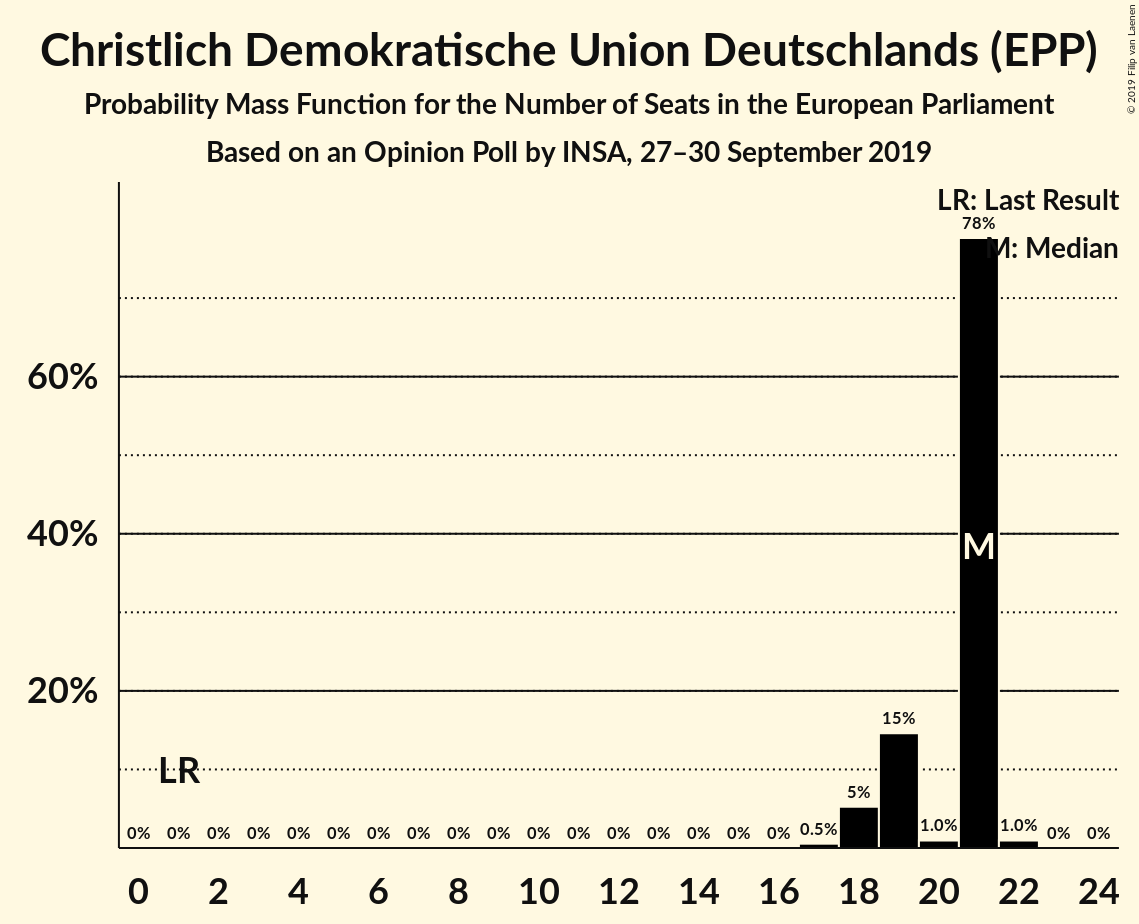 Christlich Demokratische Union Deutschlands (EPP)
Probability Mass Function for the Number of Seats in the European Parliament
Based on an Opinion Poll by INSA, 27–30 September 2019
© 2019 Filip van Laenen
LR: Last Result
M: Median
78%
60%
40%
20%
M
LR
0% 0% 0% 0% 0% 0% 0% 0% 0% 0% 0% 0% 0% 0% 0% 0% 0% 0.5% 5% 15% 1.0% 1.0% 0% 0%
0 2 4 6 8 10 12 14 16 18 20 22 24